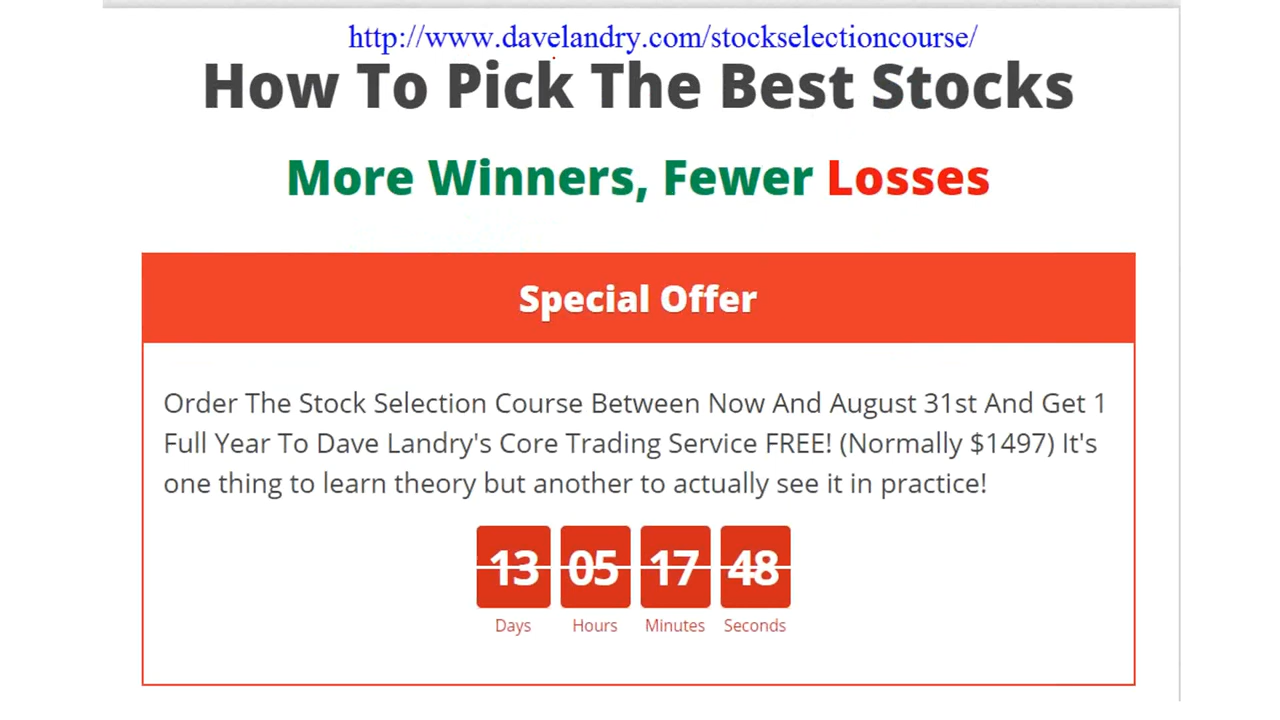 http://www.davelandry.com/stockselectioncourse/
How To Pick The Best Stocks
More Winners, Fewer Losses
Special Offer
Order The Stock Selection Course Between Now And August 31st And Get 1
Full Year To Dave Landry's Core Trading Service FREE! (Normally $1497) It's
one thing to learn theory but another to actually see it in practice!
13 05 17 48
Days Hours Minutes Seconds